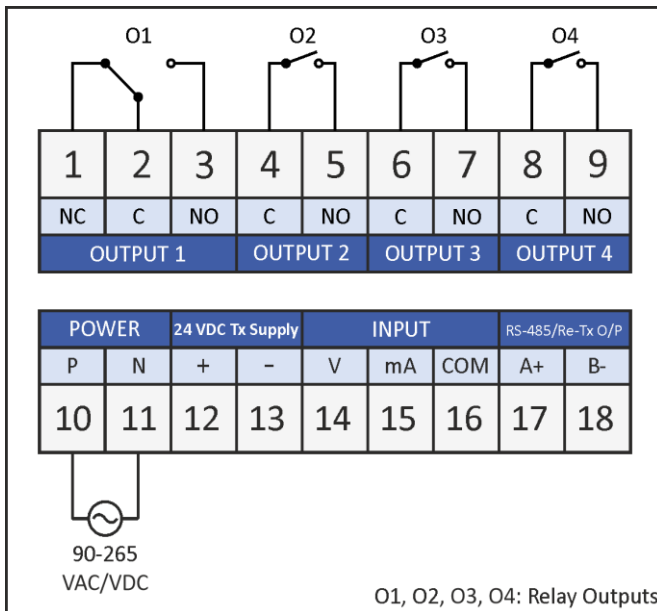 O1 O2 O3 O4
1 2 3 4 5 6 7 8 9
NC C NO C NO C NO C NO
OUTPUT 1 OUTPUT 2 OUTPUT 3 OUTPUT 4
POWER 24 VDC Tx Supply INPUT RS-485/Re-Tx O/P
P N + – V mA COM A+ B-
10 11 12 13 14 15 16 17 18
90-265
VAC/VDC
O1, O2, O3, O4: Relay Outputs